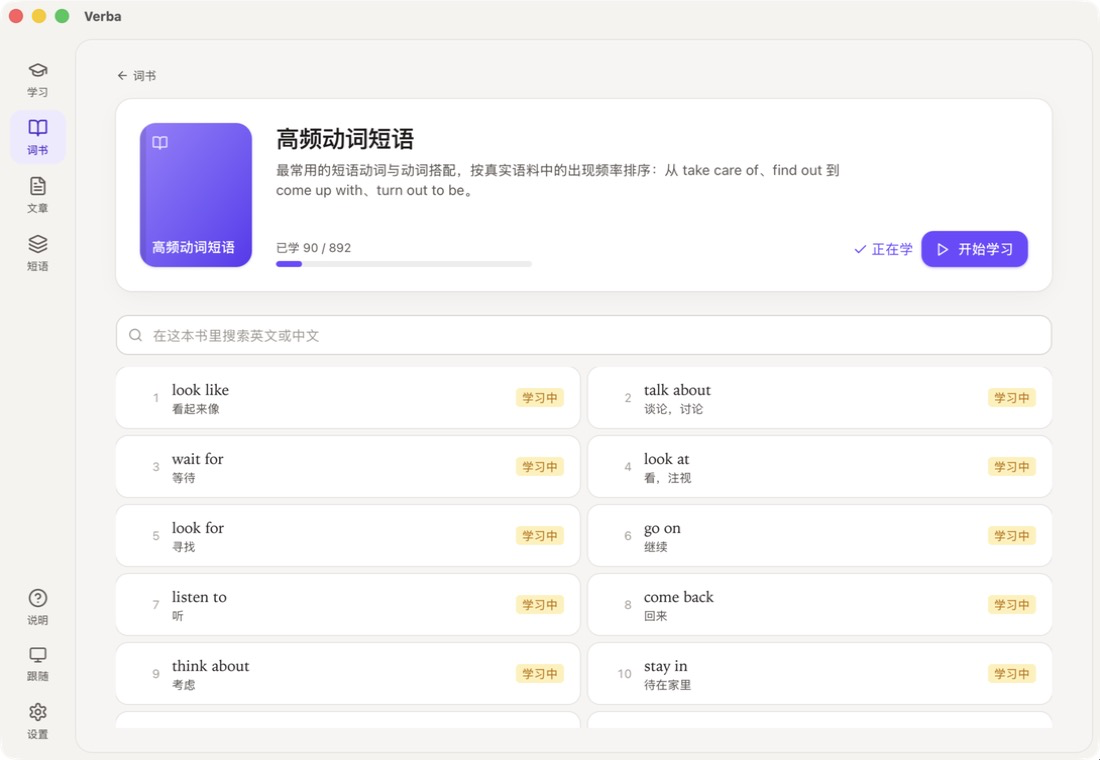 Verba
学习
词书
文章
短语
说明
跟随
设置
词书
高频动词短语
高频动词短语
最常用的短语动词与动词搭配，按真实语料中的出现频率排序：从 take care of、find out 到
come up with、turn out to be。
已学 90 / 892
正在学
开始学习
在这本书里搜索英文或中文
1 look like 学习中
看起来像
2 talk about 学习中
谈论，讨论
3 wait for 学习中
等待
4 look at 学习中
看，注视
5 look for 学习中
寻找
6 go on 学习中
继续
7 listen to 学习中
听
8 come back 学习中
回来
9 think about 学习中
考虑
10 stay in 学习中
待在家里